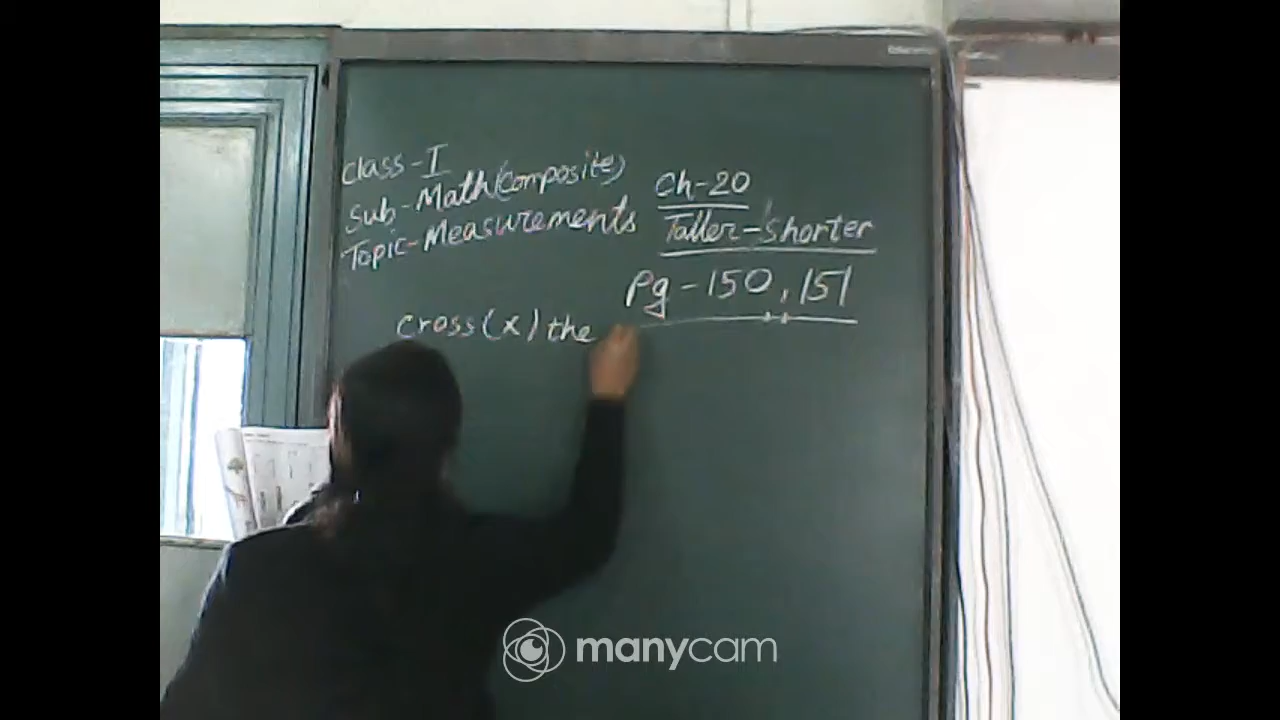 Class-I
Sub-Math(Composite)
Topic-Measurements
Ch-20
Taller-Shorter
Pg-150, 151
Cross(x) the
manycam